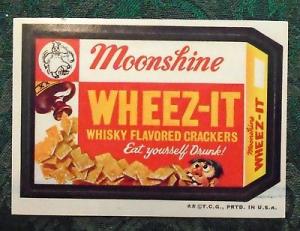 Moonshine
WHEEZ-IT
WHISKY FLAVORED CRACKERS
Eat yourself Drunk!
Moonshine
WHEEZ-IT
©T.C.G., PRTD. IN U.S.A.